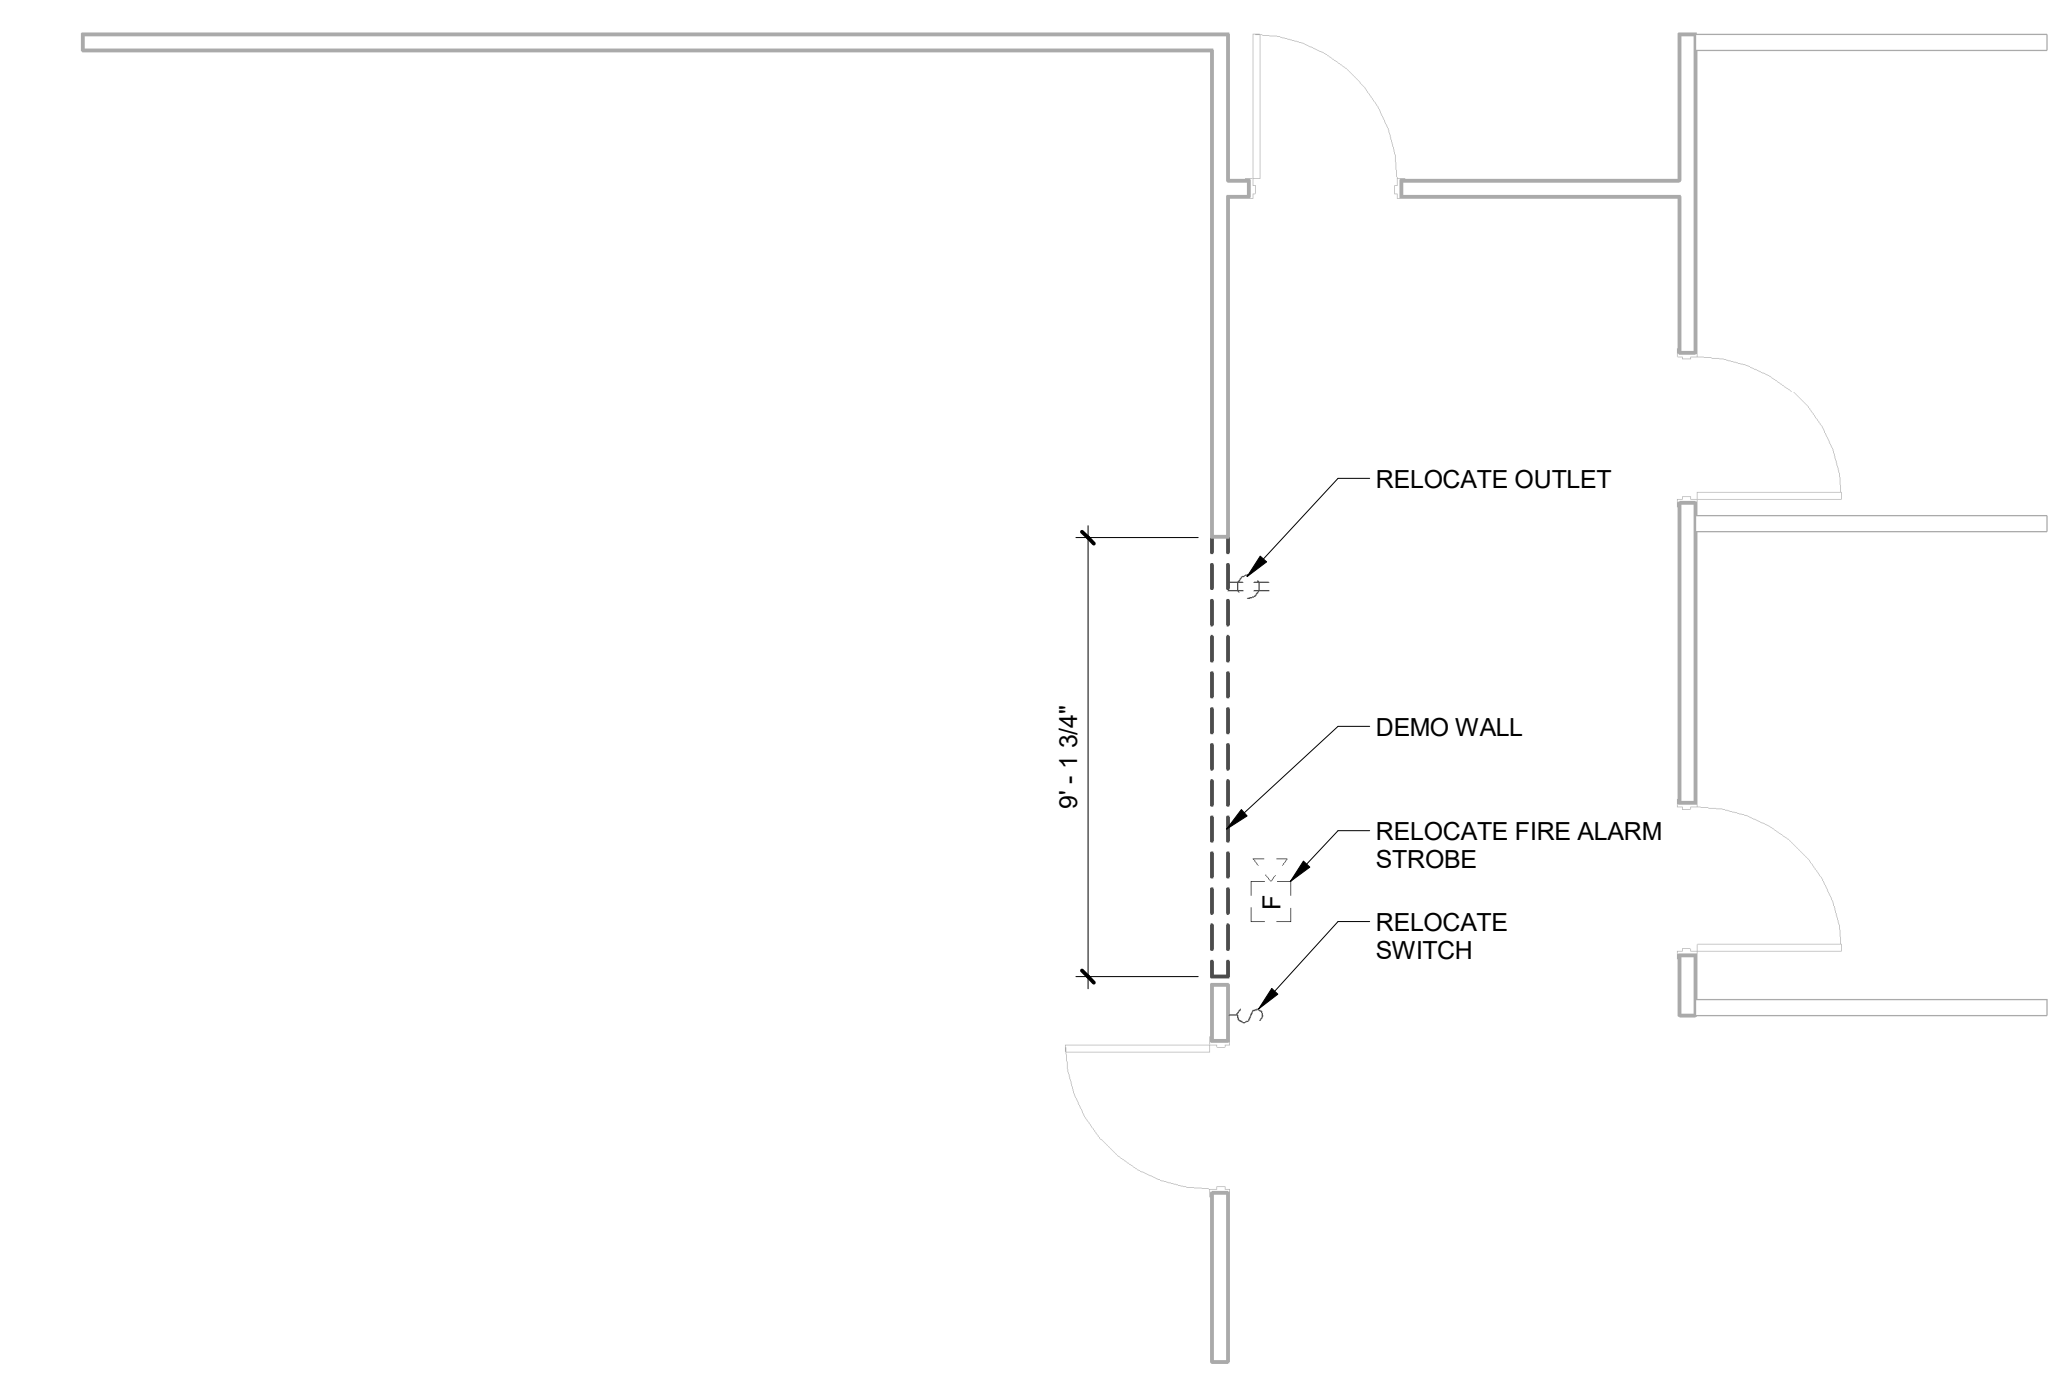 RELOCATE OUTLET
9' - 1 3/4"
DEMO WALL
RELOCATE FIRE ALARM
STROBE
F
RELOCATE
SWITCH
S